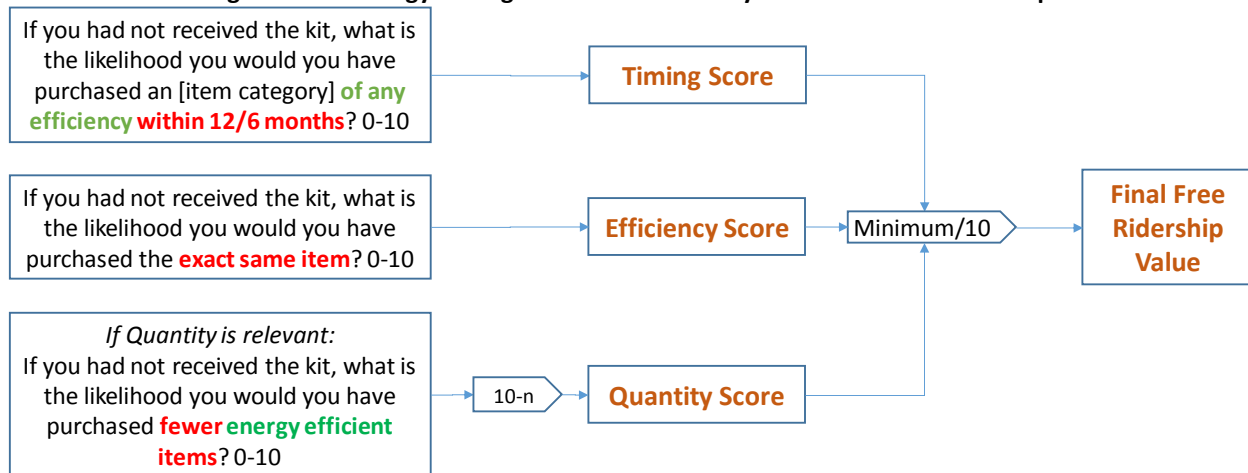 If you had not received the kit, what is
the likelihood you would you have
purchased an [item category] of any
efficiency within 12/6 months? 0-10
Timing Score
If you had not received the kit, what is
the likelihood you would you have
purchased the exact same item? 0-10
Efficiency Score
Minimum/10
Final Free
Ridership
Value
If Quantity is relevant:
If you had not received the kit, what is
the likelihood you would you have
purchased fewer energy efficient
items? 0-10
10-n
Quantity Score